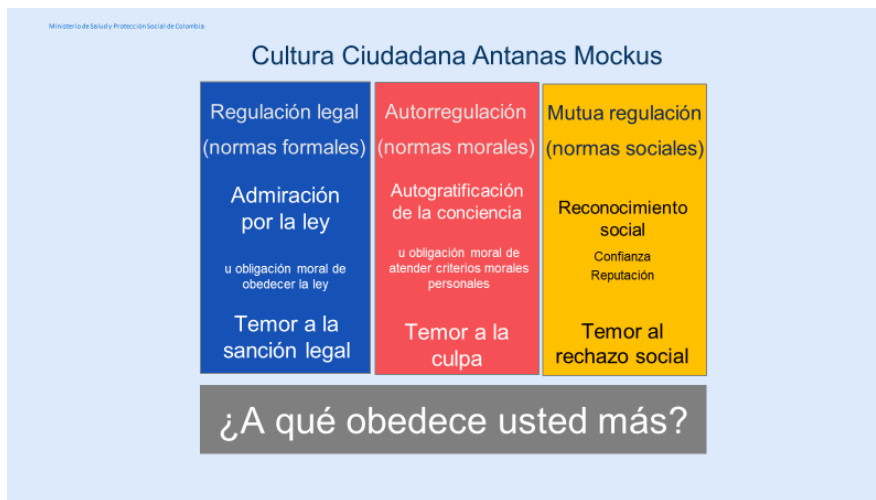 Ministerio de Salud y Protección Social de Colombia
Cultura Ciudadana Antanas Mockus
Regulación legal
(normas formales)
Admiración
por la ley
u obligación moral de
obedecer la ley
Temor a la
sanción legal
Autorregulación
(normas morales)
Autogratificación
de la conciencia
u obligación moral de
atender criterios morales
personales
Temor a la
culpa
Mutua regulación
(normas sociales)
Reconocimiento
social
Confianza
Reputación
Temor al
rechazo social
¿A qué obedece usted más?